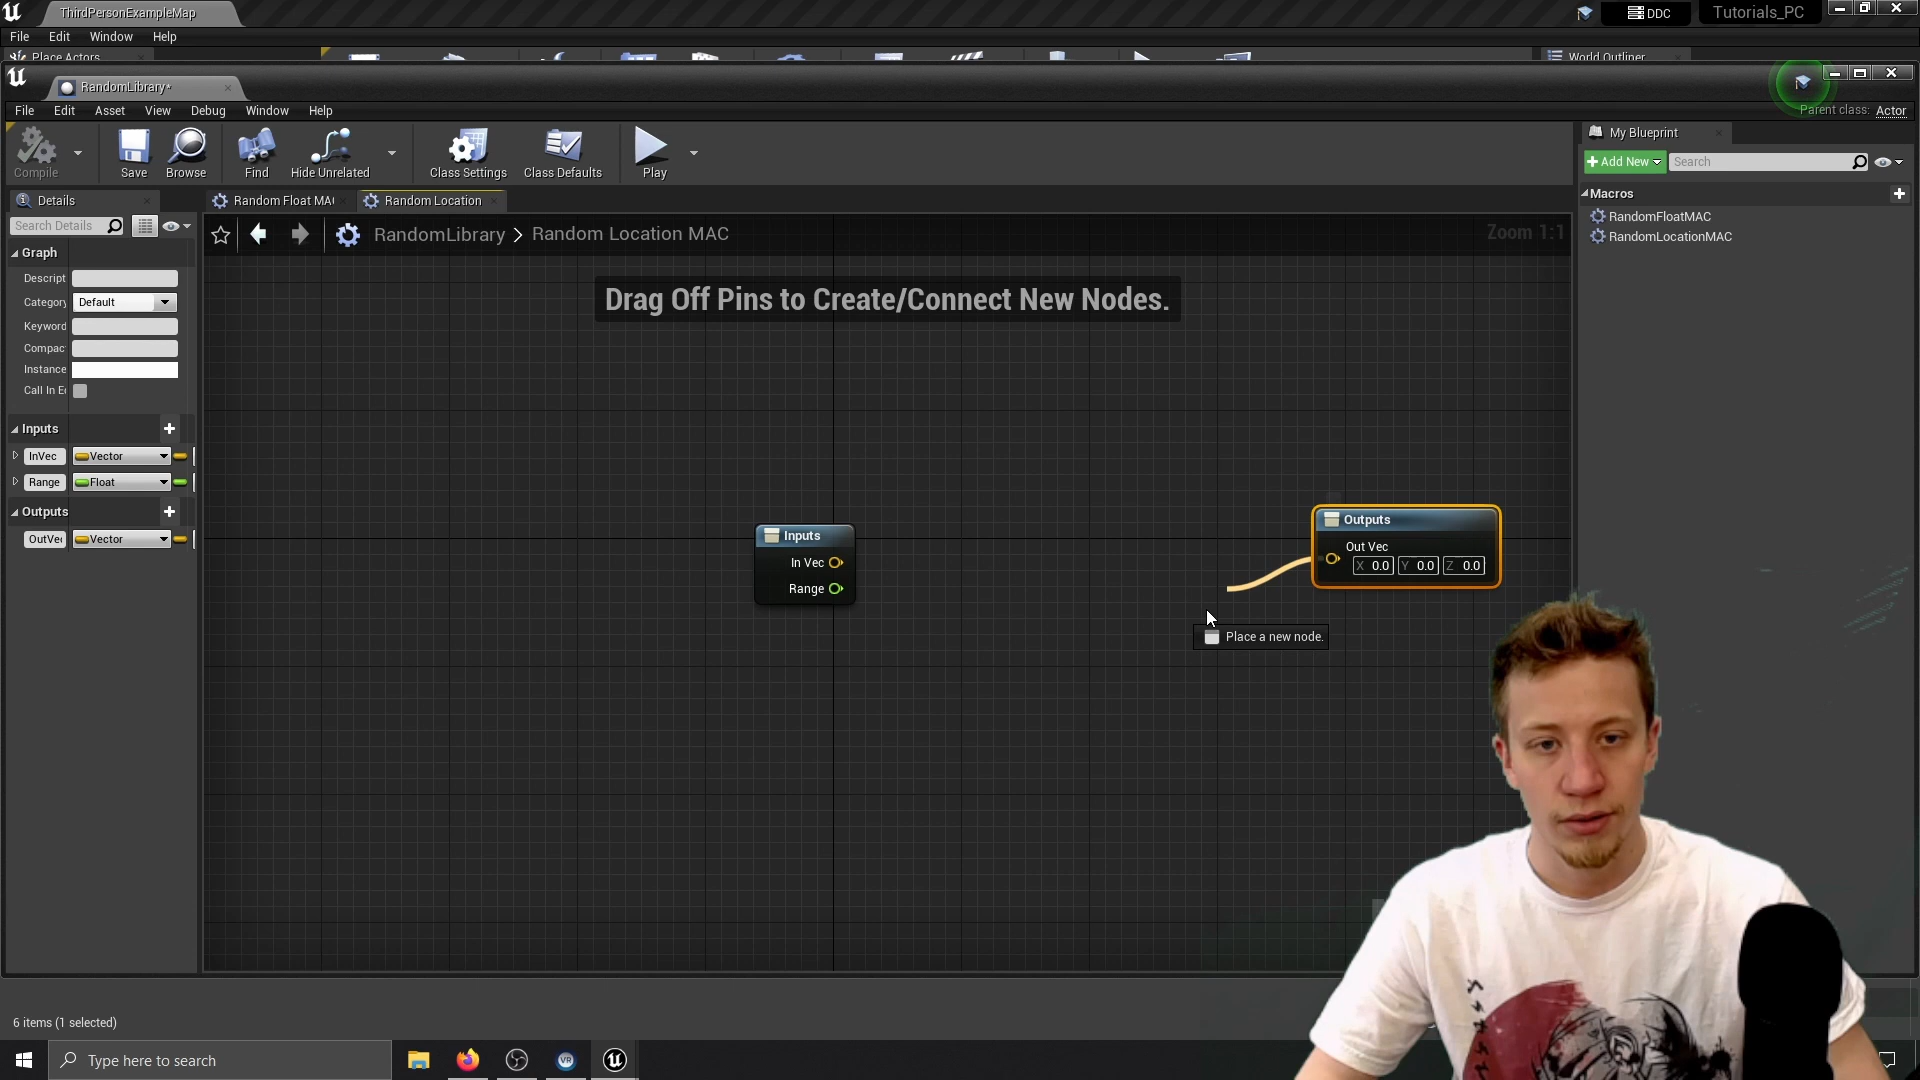 ThirdPersonExampleMap
DDC
Tutorials_PC
File Edit Window Help
Place Actors
World Outliner
RandomLibrary*
File Edit Asset View Debug Window Help
Parent class: Actor
Compile
Save
Browse
Find
Hide Unrelated
Class Settings
Class Defaults
Play
My Blueprint
Add New
Search
Details
Random Float MA
Random Location
Search Details
RandomLibrary > Random Location MAC
Zoom 1:1
Macros
RandomFloatMAC
RandomLocationMAC
Graph
Descript
Category
Default
Keyword
Compac
Instance
Call In E
Drag Off Pins to Create/Connect New Nodes.
Inputs
InVec
Vector
Range
Float
Outputs
OutVec
Vector
Inputs
In Vec
Range
Outputs
Out Vec
X 0.0 Y 0.0 Z 0.0
Place a new node.
6 items (1 selected)
Type here to search
VR